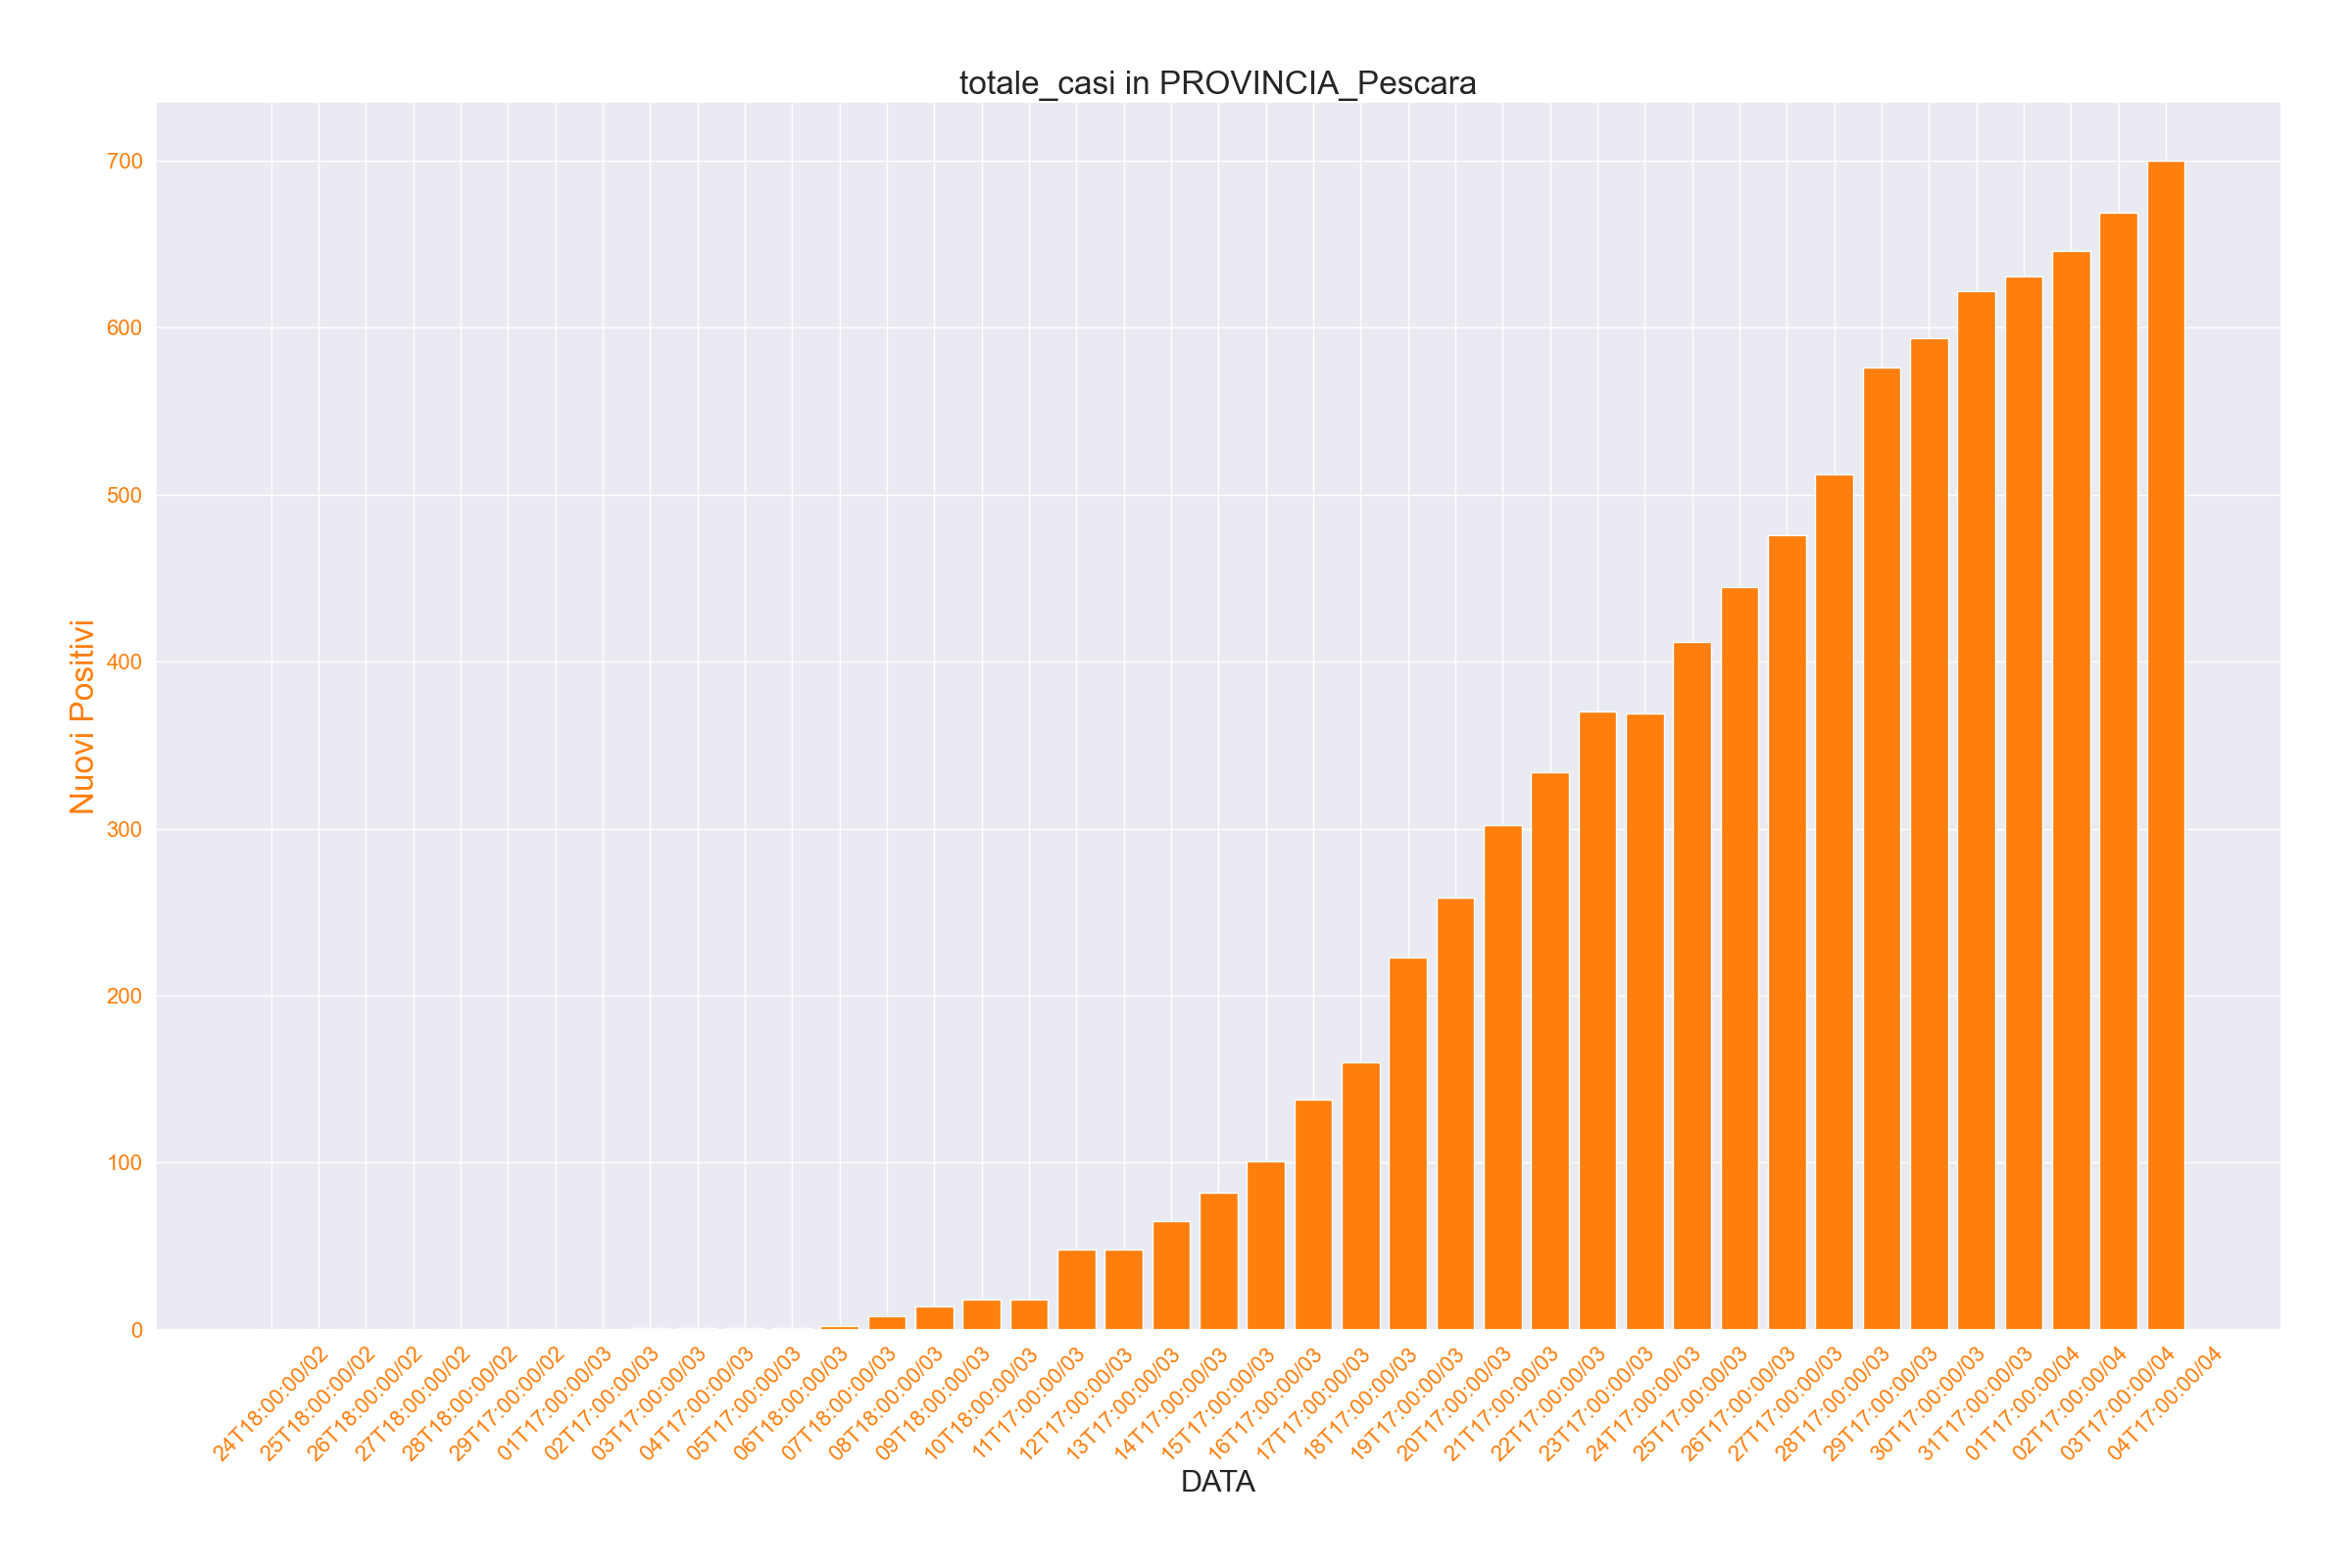 totale_casi in PROVINCIA_Pescara
Nuovi Positivi
700
600
500
400
300
200
100
0
24T18:00:00/02
25T18:00:00/02
26T18:00:00/02
27T18:00:00/02
28T18:00:00/02
29T17:00:00/02
01T17:00:00/03
02T17:00:00/03
03T17:00:00/03
04T17:00:00/03
05T17:00:00/03
06T18:00:00/03
07T18:00:00/03
08T18:00:00/03
09T18:00:00/03
10T18:00:00/03
11T17:00:00/03
12T17:00:00/03
13T17:00:00/03
14T17:00:00/03
15T17:00:00/03
16T17:00:00/03
17T17:00:00/03
18T17:00:00/03
19T17:00:00/03
20T17:00:00/03
21T17:00:00/03
22T17:00:00/03
23T17:00:00/03
24T17:00:00/03
25T17:00:00/03
26T17:00:00/03
27T17:00:00/03
28T17:00:00/03
29T17:00:00/03
30T17:00:00/03
31T17:00:00/03
01T17:00:00/04
02T17:00:00/04
03T17:00:00/04
04T17:00:00/04
DATA